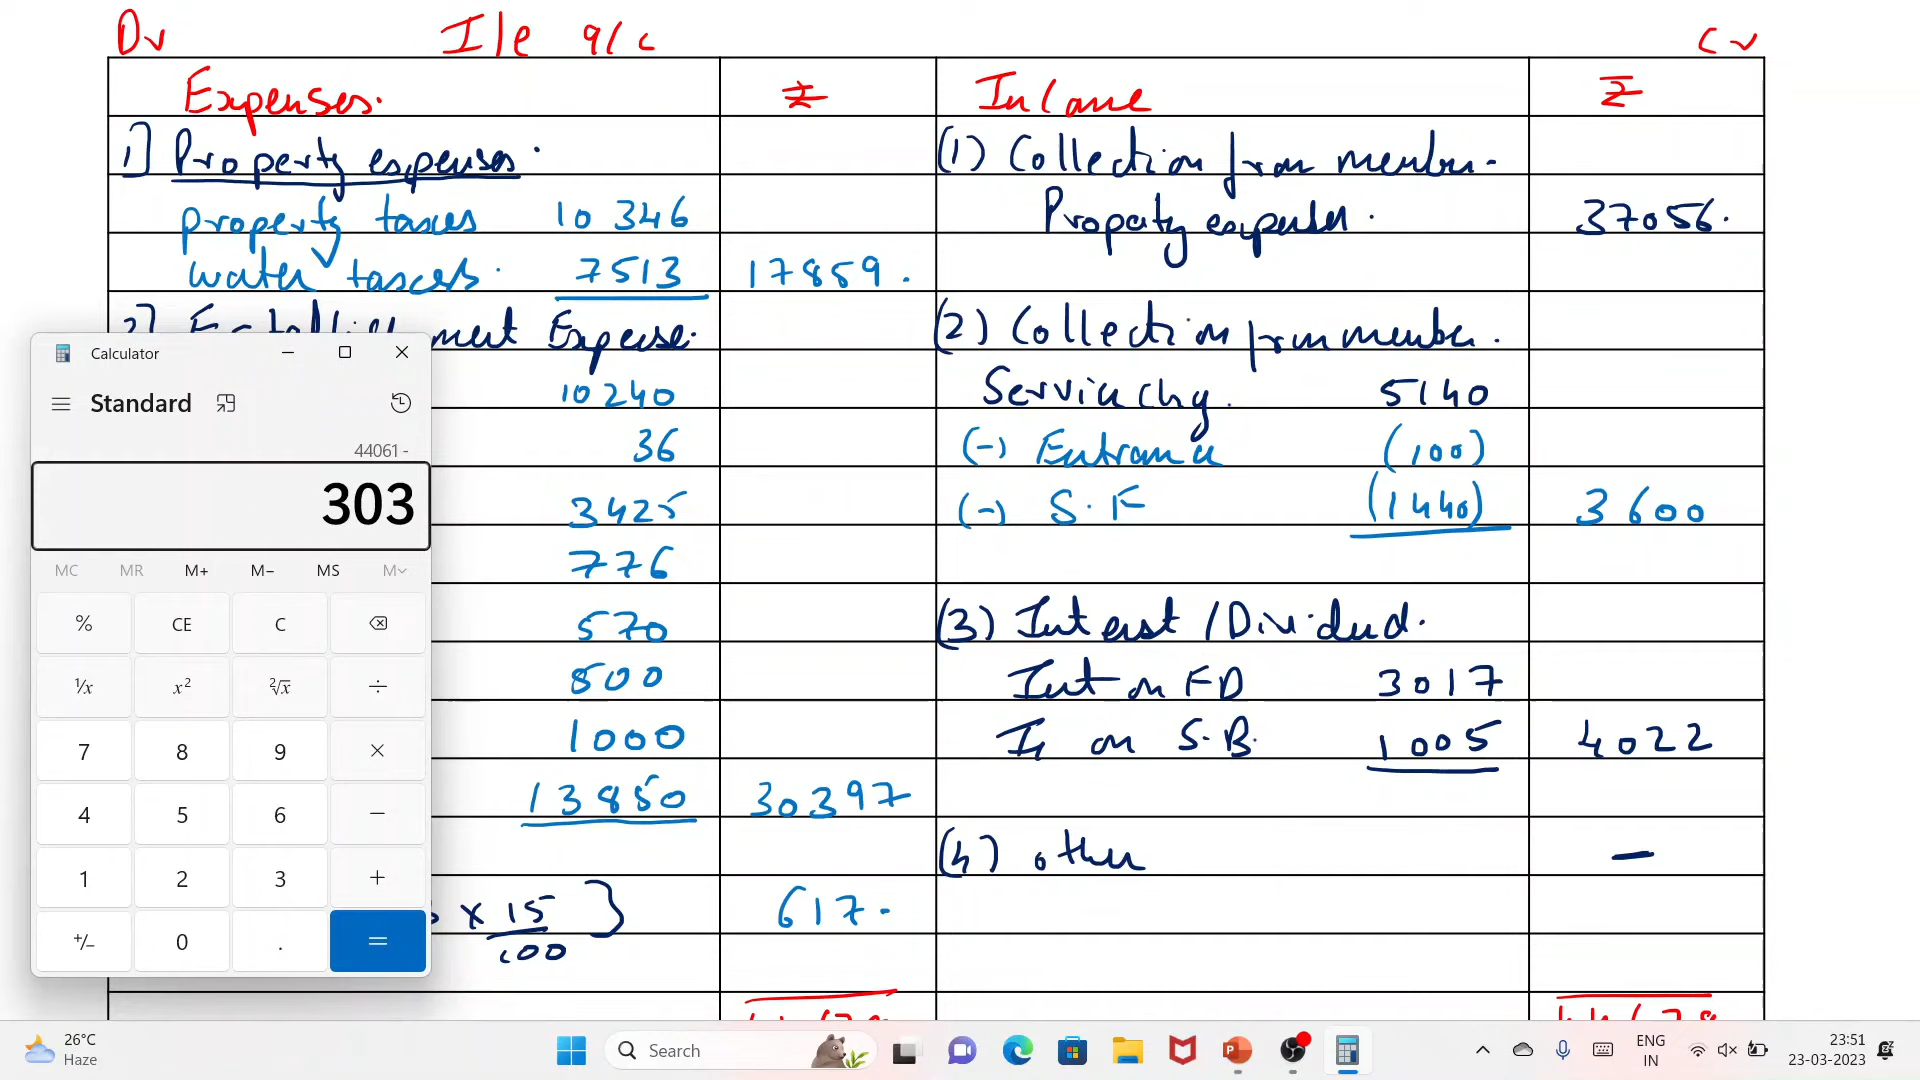 Dr I/e a/c Cr
Expenses. ₹ Income ₹
1] Property expenses. (1) Collection from member.
property taxes 10346 Property expenses. 37056.
water taxes. 7513 17859.
Expense. (2) Collection from member.
10240 Service chg. 5140
36 (-) Entrance (100)
3425 (-) S.F (1440) 3600
776
570 (3) Interest / Dividend.
800 Int on FD 3017
1000 It on S.B. 1005 4022
13850 30397
(4) other —
x 15 } 617.
100
Calculator
Standard
44061 -
303
MC MR M+ M− MS M
% CE C
¹/x x² ²√x ÷
7 8 9 ×
4 5 6 −
1 2 3 +
+/− 0 . =
26°C
Haze
Search
ENG
IN
23:51
23-03-2023